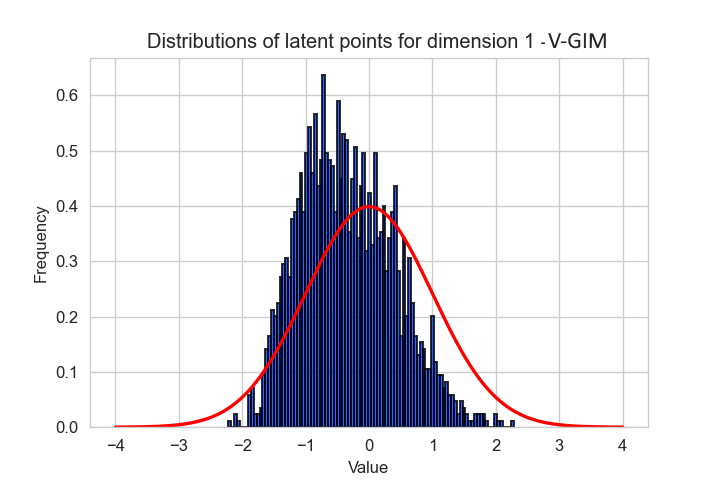 Distributions of latent points for dimension 1 - V-GIM
0.6
0.5
0.4
0.3
0.2
0.1
0.0
Frequency
−4 −3 −2 −1 0 1 2 3 4
Value